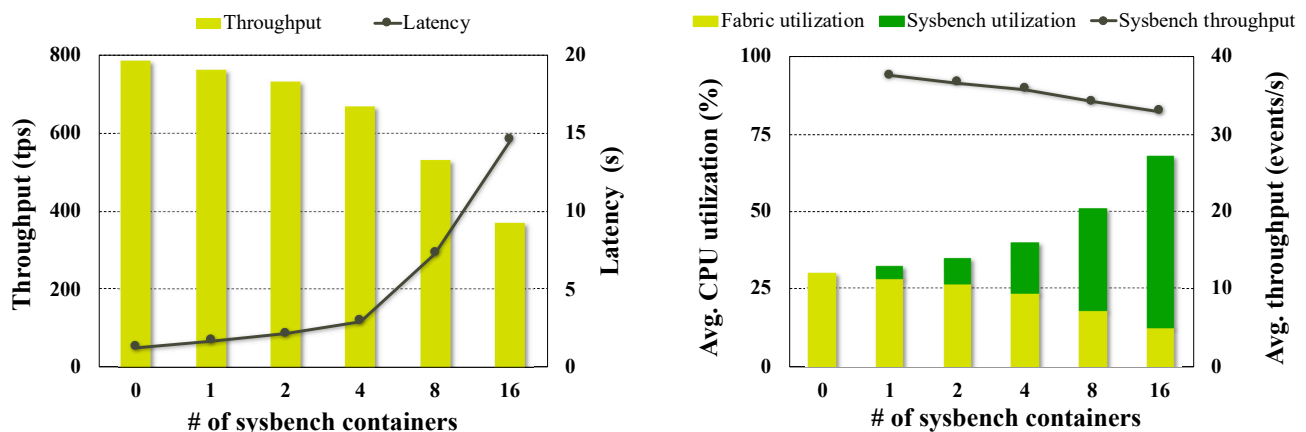 Throughput Latency
Throughput (tps)
800
600
400
200
0
20
15
10
5
0
Latency (s)
0 1 2 4 8 16
# of sysbench containers
Fabric utilization Sysbench utilization Sysbench throughput
Avg. CPU utilization (%)
100
75
50
25
0
40
30
20
10
0
Avg. throughput (events/s)
0 1 2 4 8 16
# of sysbench containers